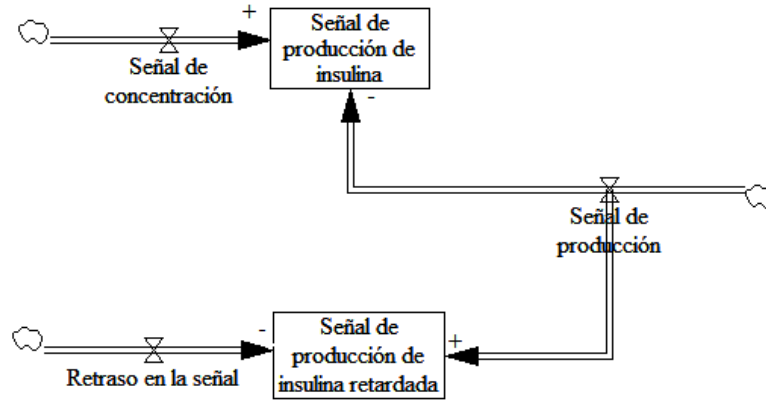 +
Señal de
producción de
insulina
Señal de
concentración
-
Señal de
producción
-
Señal de
producción de
insulina retardada
+
Retraso en la señal